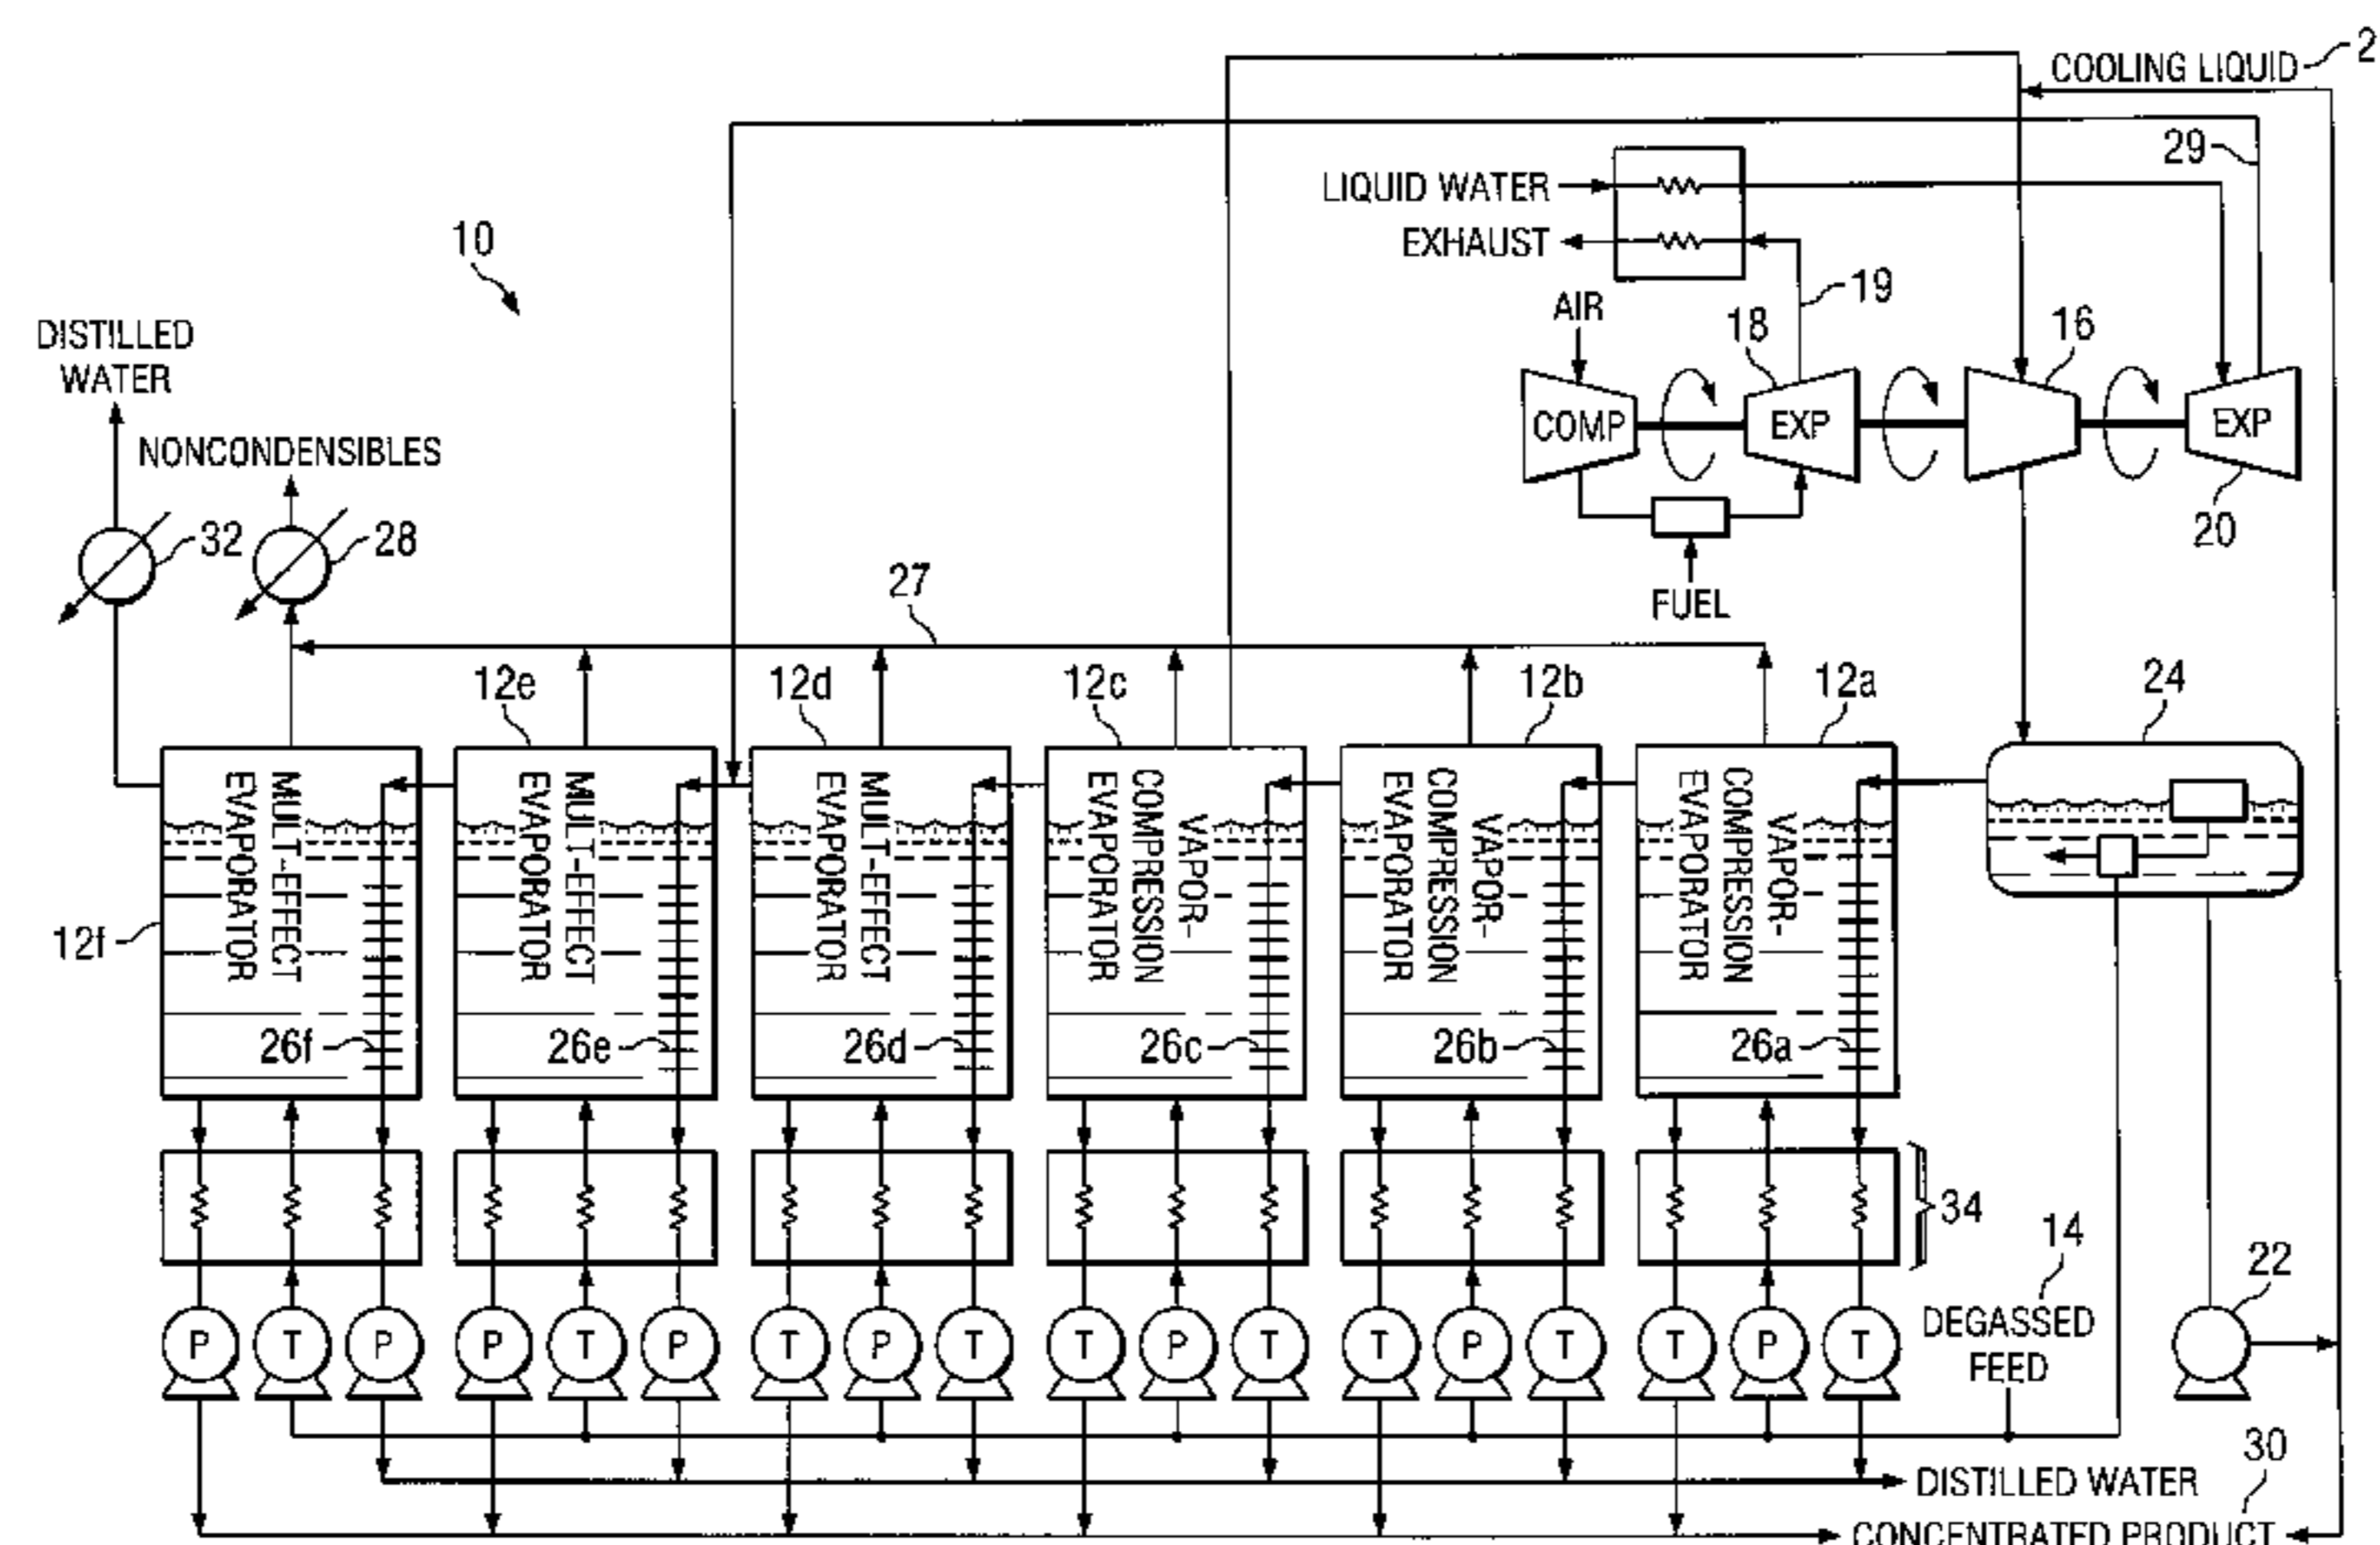 COOLING LIQUID 2
29
LIQUID WATER
EXHAUST
10
19
AIR
18
16
DISTILLED
WATER
COMP
EXP
EXP
NONCONDENSIBLES
20
32
28
27
FUEL
12e
12d
12c
12b
12a
24
MULT-EFFECT
EVAPORATOR
MULT-EFFECT
EVAPORATOR
MULT-EFFECT
EVAPORATOR
VAPOR-
COMPRESSION
EVAPORATOR
VAPOR-
COMPRESSION
EVAPORATOR
VAPOR-
COMPRESSION
EVAPORATOR
12f
26f
26e
26d
26c
26b
26a
34
14
22
DEGASSED
FEED
P T P P T P T P T T P T T P T T P T
30
DISTILLED WATER
CONCENTRATED PRODUCT